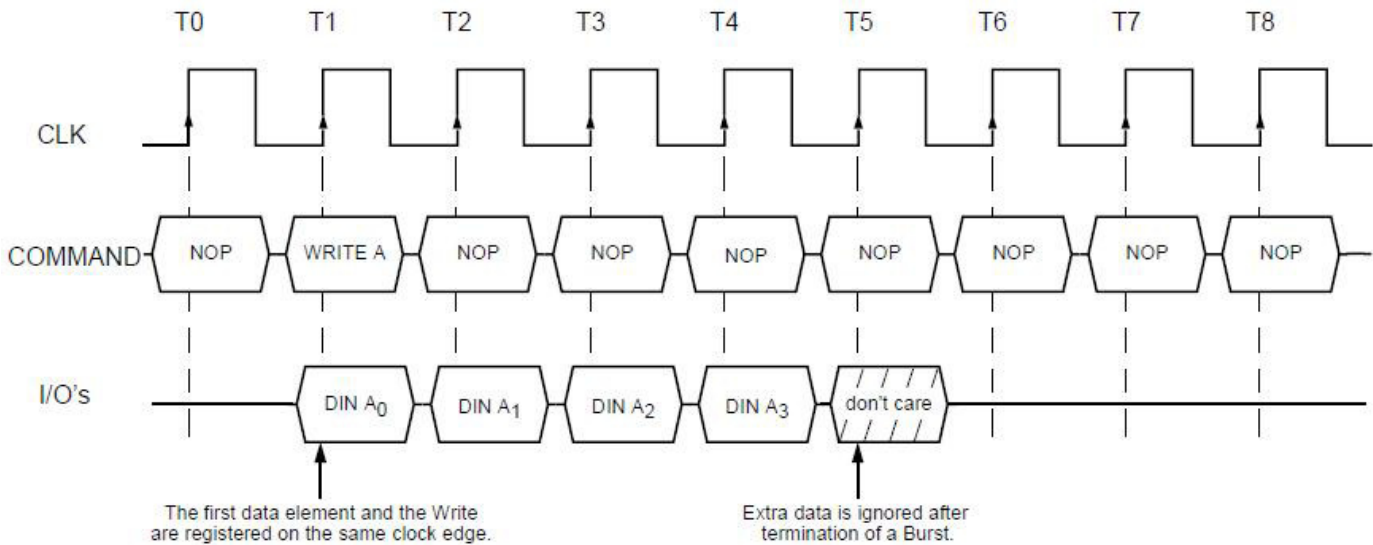 T0 T1 T2 T3 T4 T5 T6 T7 T8
CLK
COMMAND NOP WRITE A NOP NOP NOP NOP NOP NOP NOP
I/O's DIN A0 DIN A1 DIN A2 DIN A3 don't care
The first data element and the Write
are registered on the same clock edge.
Extra data is ignored after
termination of a Burst.